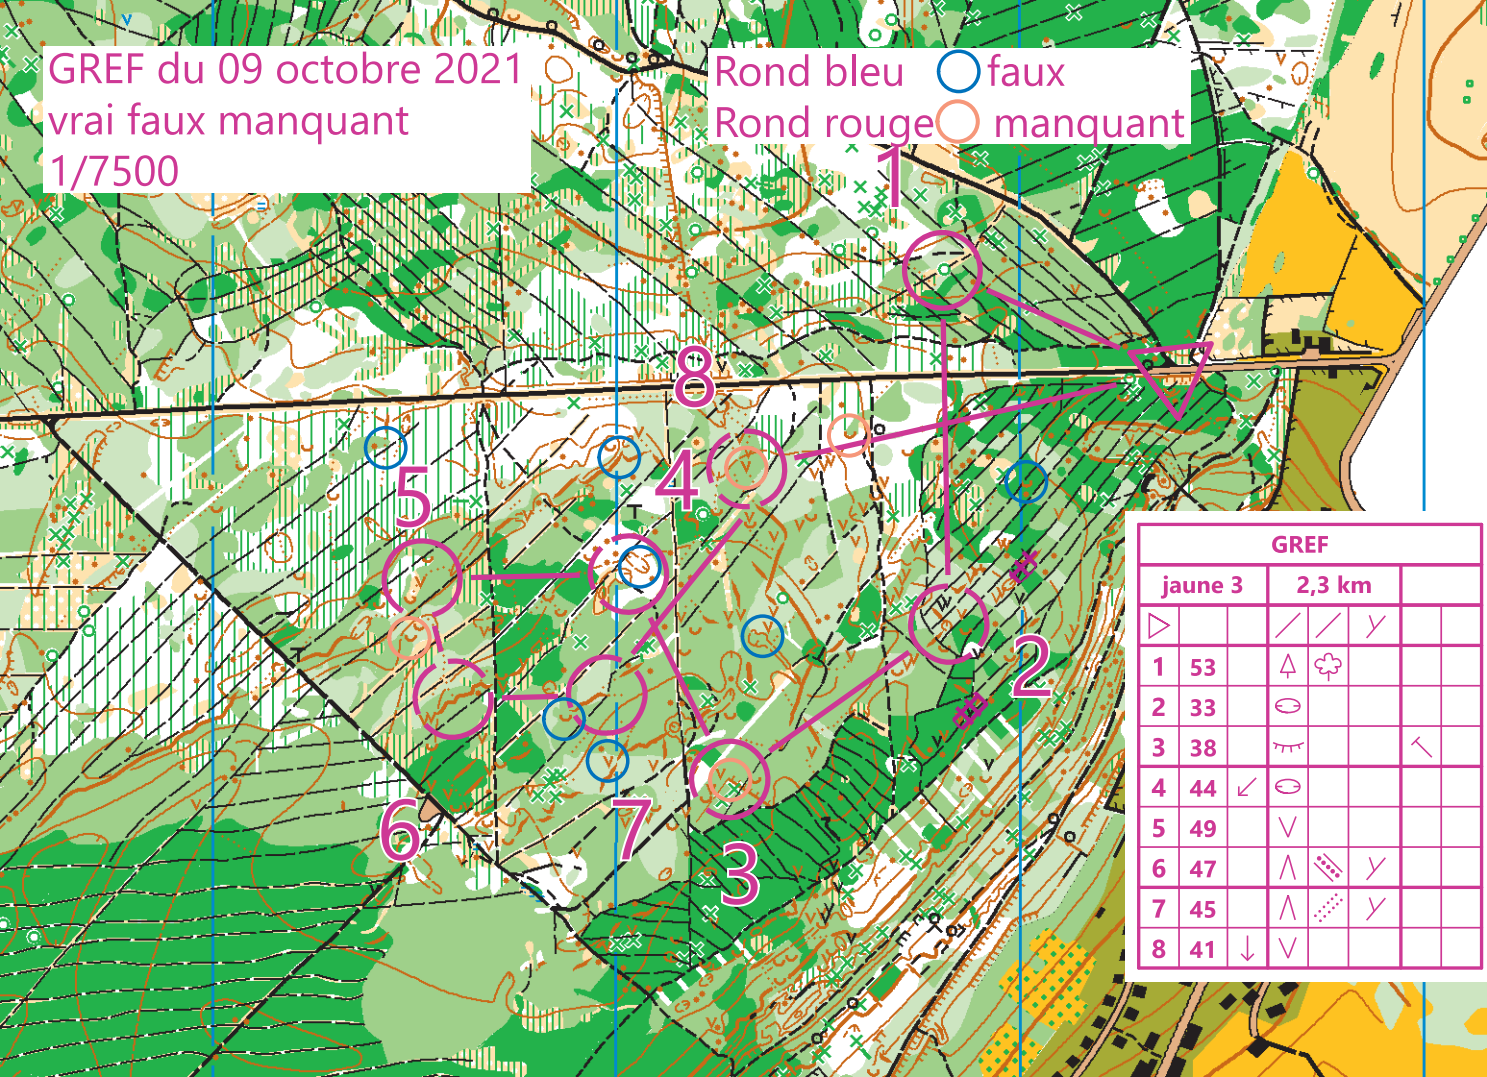 GREF du 09 octobre 2021
vrai faux manquant
1/7500
Rond bleu faux
Rond rouge manquant
1
8
4
5
2
6
7
3
GREF
jaune 3 2,3 km
1 53
2 33
3 38
4 44
5 49
6 47
7 45
8 41